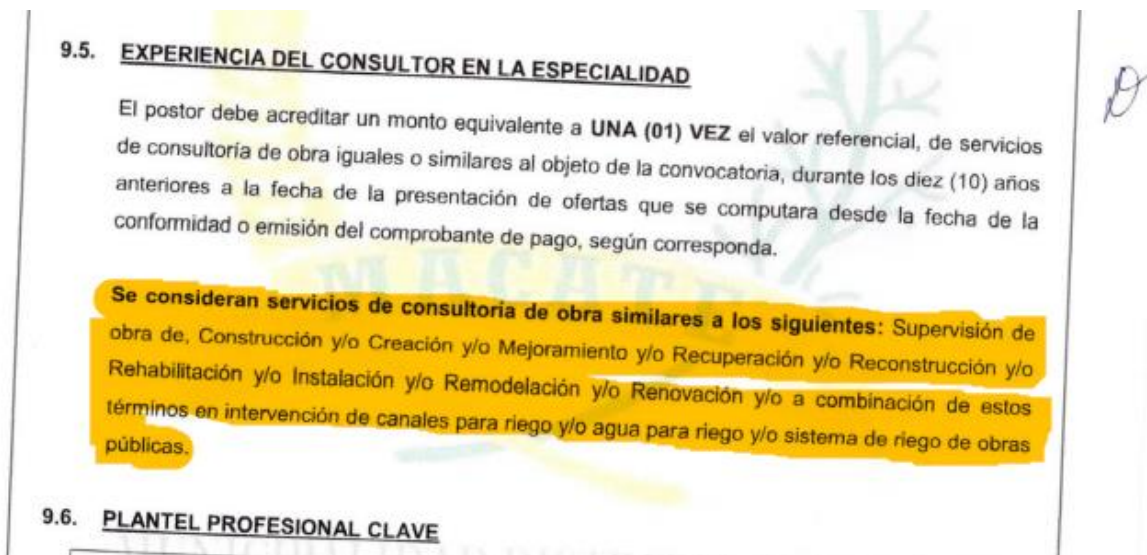 9.5. EXPERIENCIA DEL CONSULTOR EN LA ESPECIALIDAD
El postor debe acreditar un monto equivalente a UNA (01) VEZ el valor referencial, de servicios
de consultoría de obra iguales o similares al objeto de la convocatoria, durante los diez (10) años
anteriores a la fecha de la presentación de ofertas que se computara desde la fecha de la
conformidad o emisión del comprobante de pago, según corresponda.
MACATE
Se consideran servicios de consultoría de obra similares a los siguientes: Supervisión de
obra de, Construcción y/o Creación y/o Mejoramiento y/o Recuperación y/o Reconstrucción y/o
Rehabilitación y/o Instalación y/o Remodelación y/o Renovación y/o a combinación de estos
términos en intervención de canales para riego y/o agua para riego y/o sistema de riego de obras
públicas.
9.6. PLANTEL PROFESIONAL CLAVE